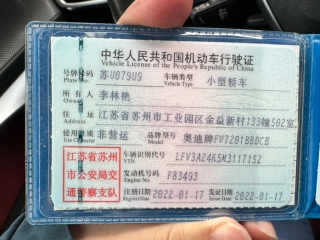 中华人民共和国机动车行驶证
Vehicle License of the People's Republic of China
号牌号码 苏U079U9 车辆类型 小型轿车
Plate No. Vehicle Type
所有人 李林艳
Owner
住址 江苏省苏州市工业园区金益新村133幢502室
Address
使用性质 非营运 品牌型号 奥迪牌FV7201BBDCB
Use Character Model
江苏省苏州
市公安局交
通警察支队
车辆识别代号 LFV3A24K5M3117152
VIN
发动机号码 F83493
Engine No.
注册日期 2022-01-17 发证日期 2022-01-17
Register Date Issue Date